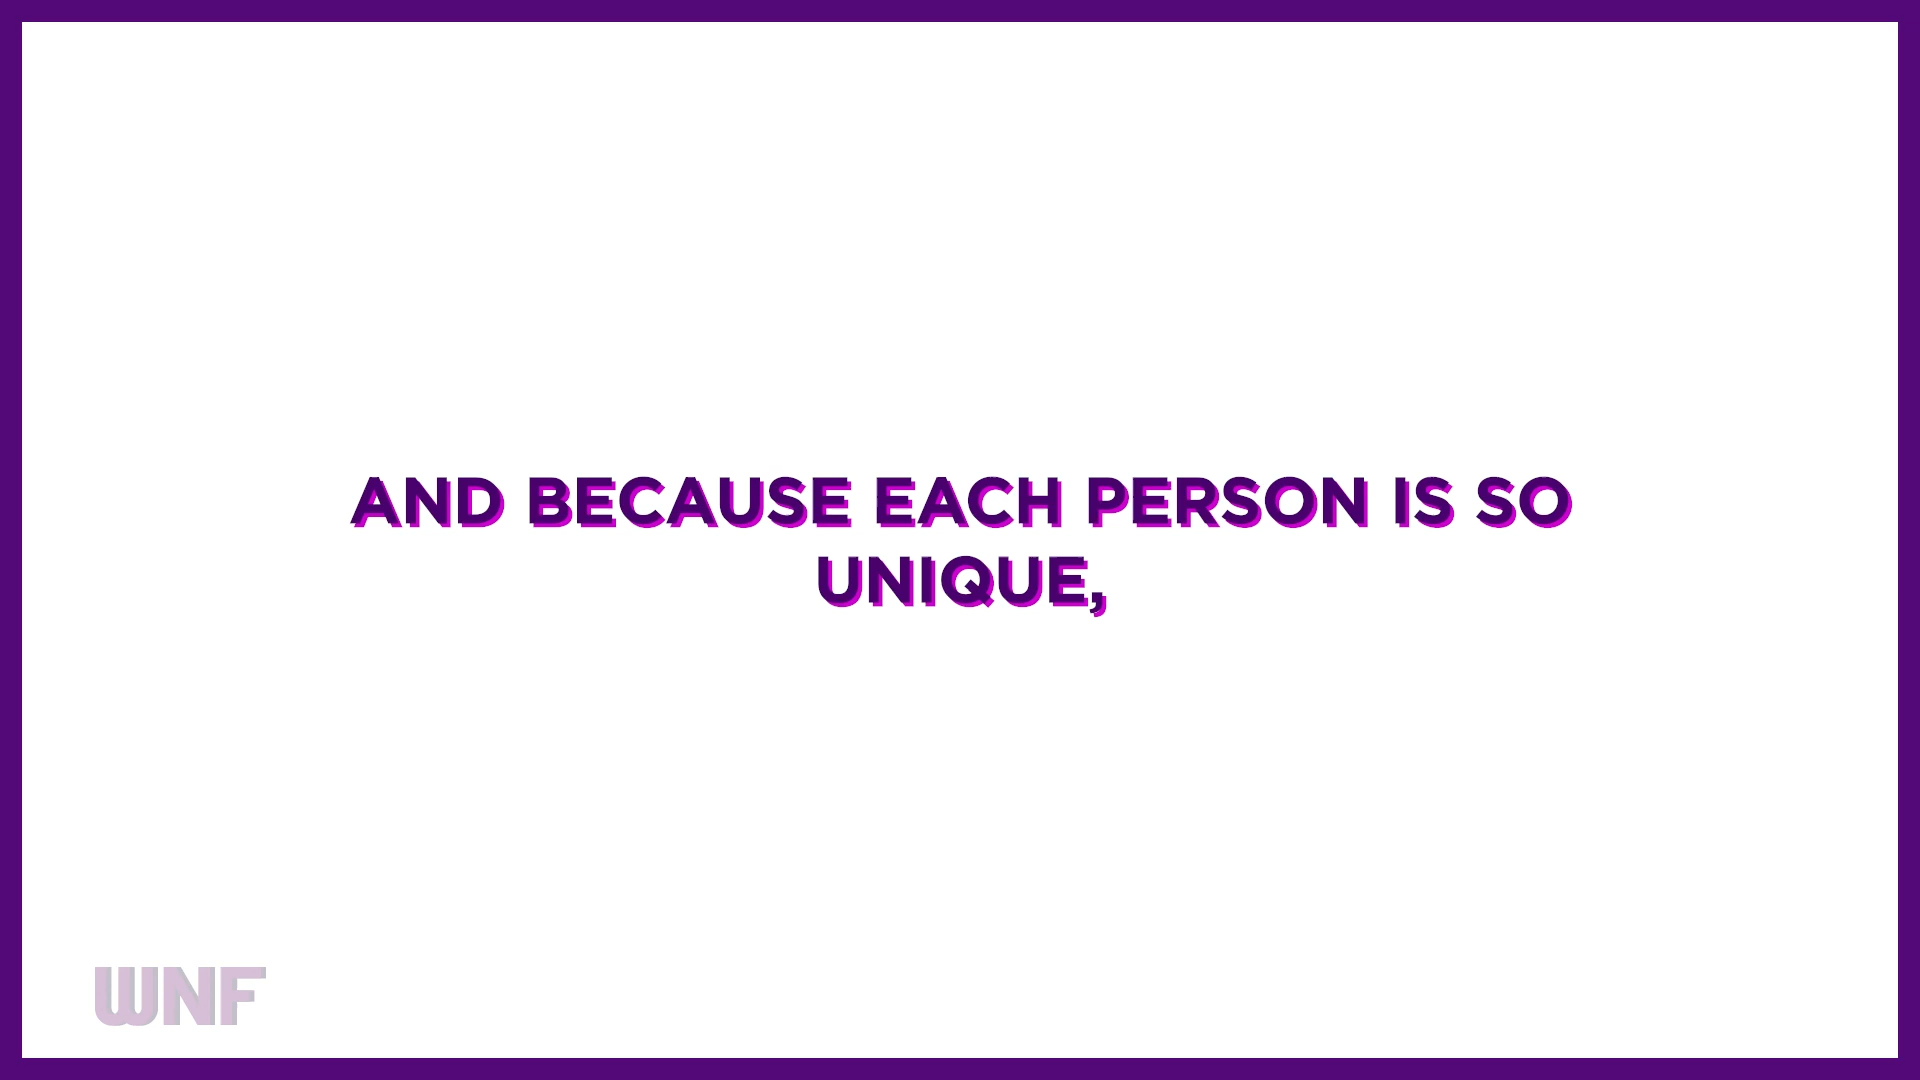 AND BECAUSE EACH PERSON IS SO
UNIQUE,
WNF